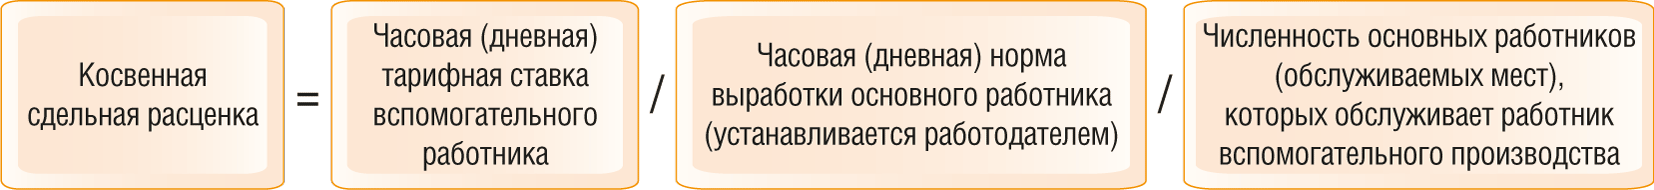 Косвенная
сдельная расценка
=
Часовая (дневная)
тарифная ставка
вспомогательного
работника
/
Часовая (дневная) норма
выработки основного работника
(устанавливается работодателем)
/
Численность основных работников
(обслуживаемых мест),
которых обслуживает работник
вспомогательного производства